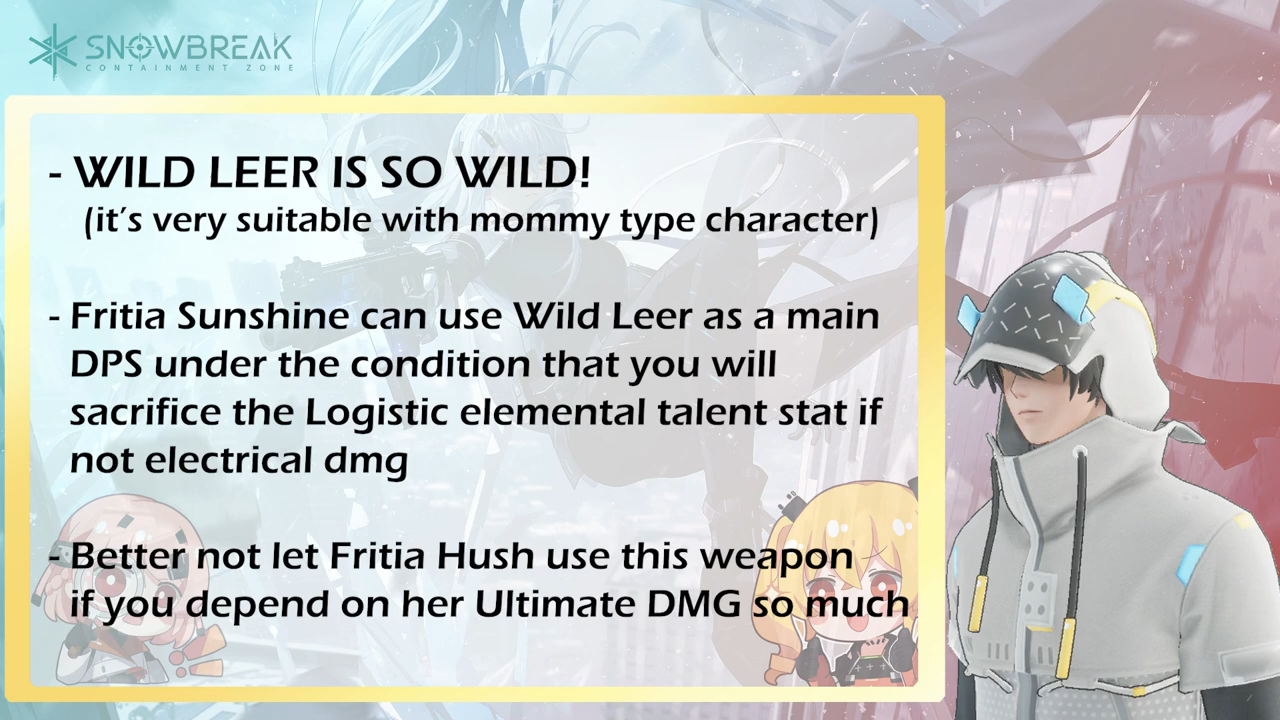 SNOWBREAK
CONTAINMENT ZONE
- WILD LEER IS SO WILD!
(it's very suitable with mommy type character)
- Fritia Sunshine can use Wild Leer as a main
DPS under the condition that you will
sacrifice the Logistic elemental talent stat if
not electrical dmg
- Better not let Fritia Hush use this weapon
if you depend on her Ultimate DMG so much